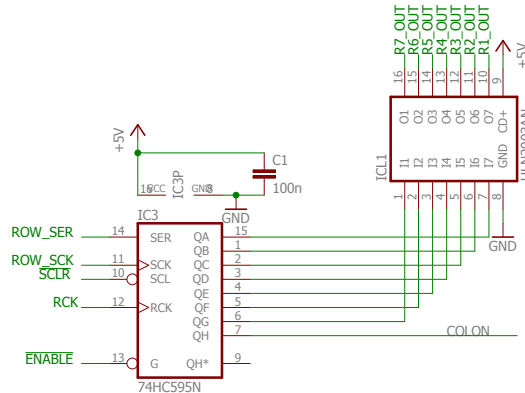 R7_OUT
R6_OUT
R5_OUT
R4_OUT
R3_OUT
R2_OUT
R1_OUT
+5V
16 15 14 13 12 11 10 9
O1 O2 O3 O4 O5 O6 O7 CD+
I1 I2 I3 I4 I5 I6 I7 GND
ICL1
ULN2003AN
1 2 3 4 5 6 7 8
GND
+5V
C1
100n
16 VCC IC3P GND 8
GND
IC3
ROW_SER 14 SER QA 15
QB 1
ROW_SCK 11 SCK QC 2
SCLR 10 SCL QD 3
QE 4
RCK 12 RCK QF 5
QG 6
QH 7 COLON
ENABLE 13 G QH* 9
74HC595N